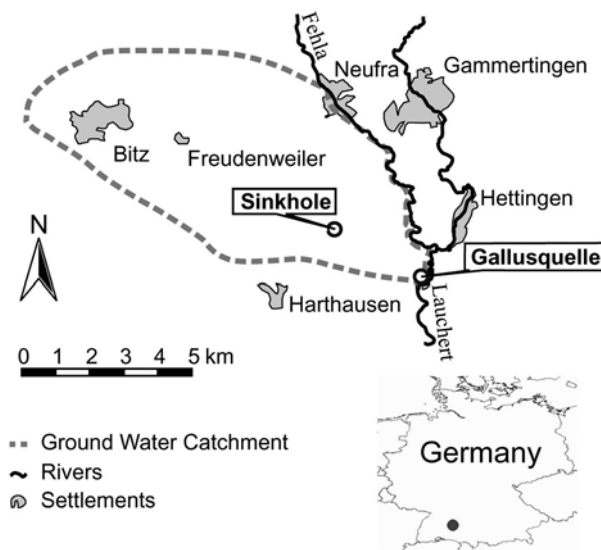 Fehla
Neufra
Gammertingen
Bitz
Freudenweiler
Sinkhole
Hettingen
N
Gallusquelle
Harthausen
Lauchert
0 1 2 3 4 5 km
Ground Water Catchment
Rivers
Settlements
Germany